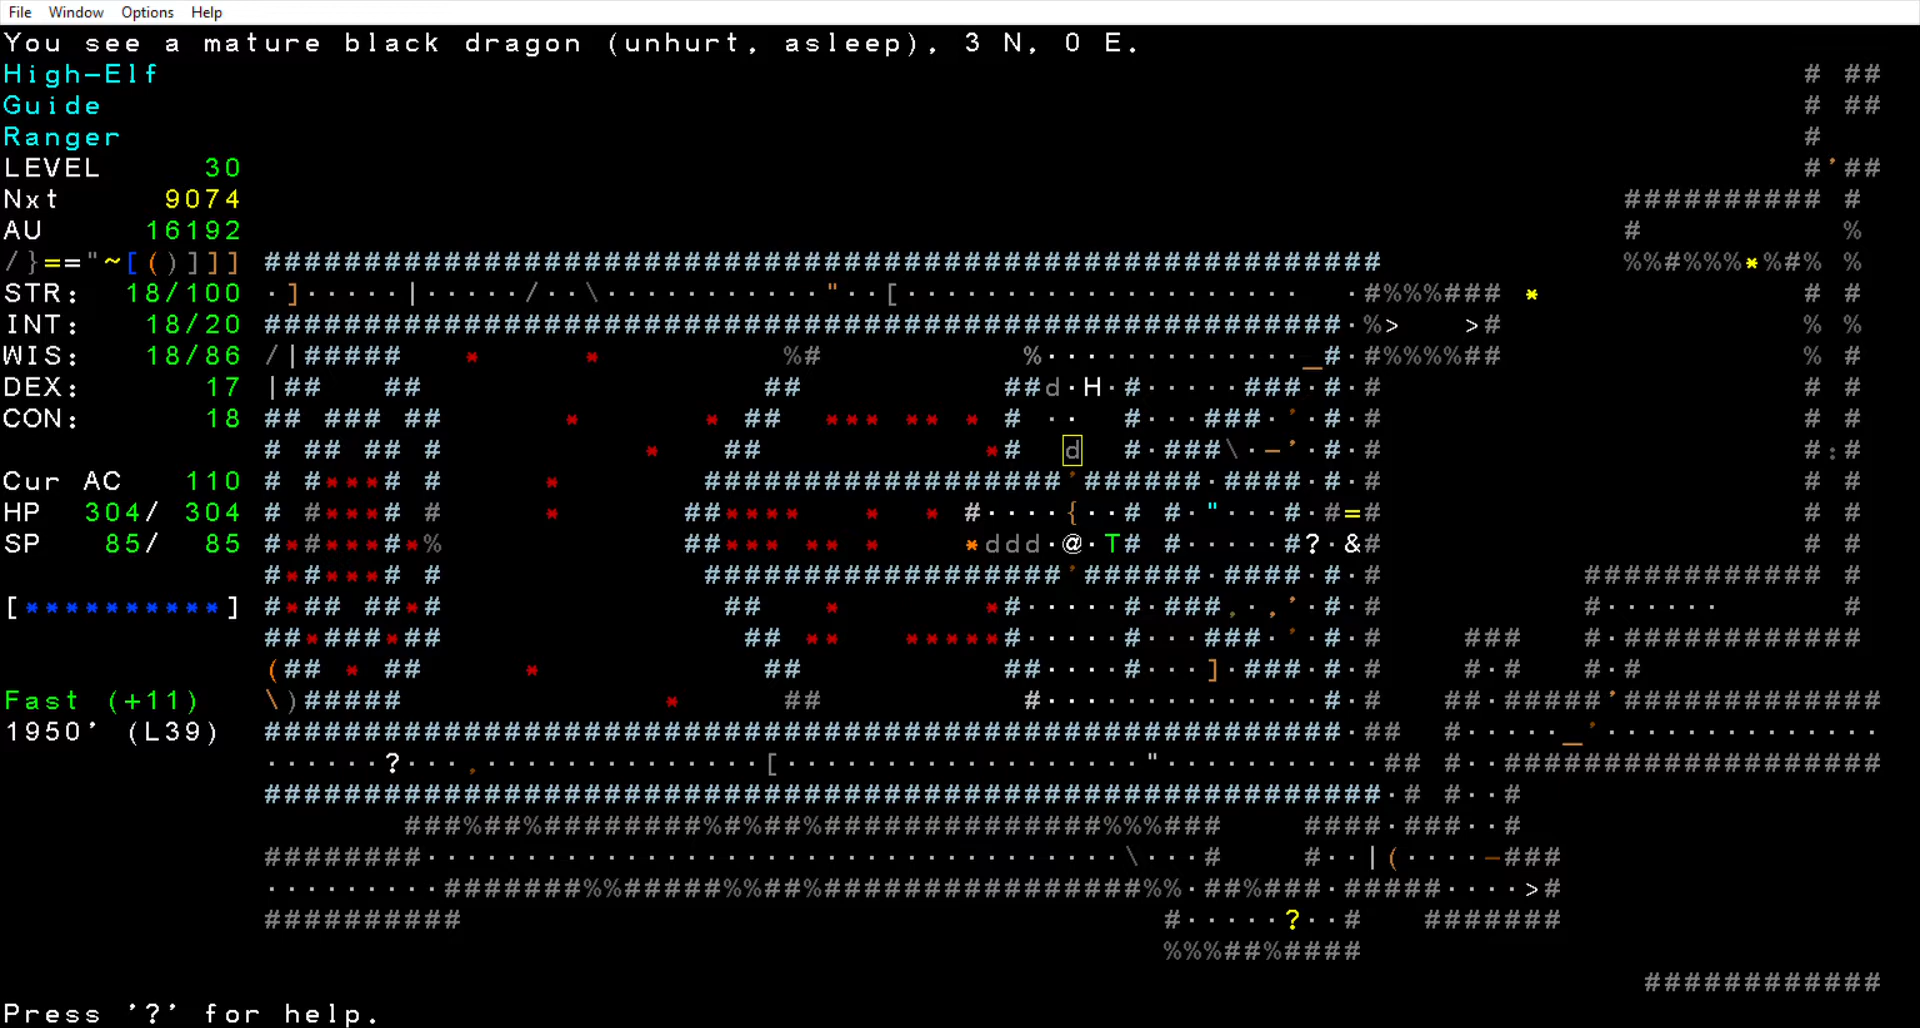 File Window Options Help
You see a mature black dragon (unhurt, asleep), 3 N, 0 E.
High-Elf
Guide
Ranger
LEVEL 30
Nxt 9074
AU 16192
STR: 18/100
INT: 18/20
WIS: 18/86
DEX: 17
CON: 18
Cur AC 110
HP 304/ 304
SP 85/ 85
[**********]
Fast (+11)
1950' (L39)
Press '?' for help.